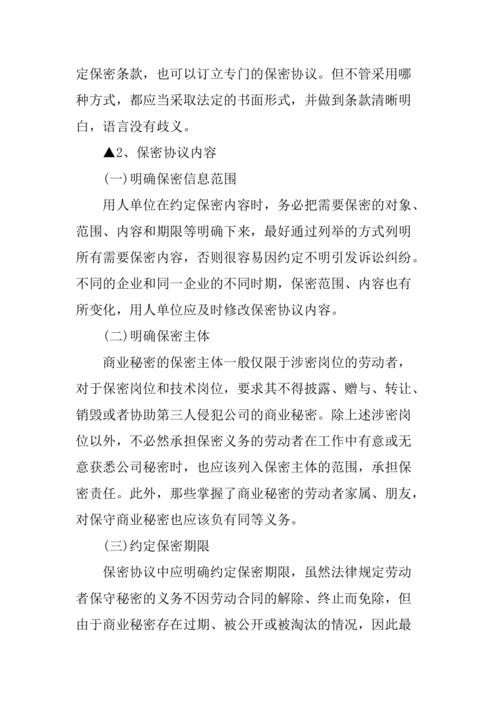 定保密条款，也可以订立专门的保密协议。但不管采用哪
种方式，都应当采取法定的书面形式，并做到条款清晰明
白，语言没有歧义。
▲2、保密协议内容
(一)明确保密信息范围
用人单位在约定保密内容时，务必把需要保密的对象、
范围、内容和期限等明确下来，最好通过列举的方式列明
所有需要保密内容，否则很容易因约定不明引发诉讼纠纷。
不同的企业和同一企业的不同时期，保密范围、内容也有
所变化，用人单位应及时修改保密协议内容。
(二)明确保密主体
商业秘密的保密主体一般仅限于涉密岗位的劳动者，
对于保密岗位和技术岗位，要求其不得披露、赠与、转让、
销毁或者协助第三人侵犯公司的商业秘密。除上述涉密岗
位以外，不必然承担保密义务的劳动者在工作中有意或无
意获悉公司秘密时，也应该列入保密主体的范围，承担保
密责任。此外，那些掌握了商业秘密的劳动者家属、朋友，
对保守商业秘密也应该负有同等义务。
(三)约定保密期限
保密协议中应明确约定保密期限，虽然法律规定劳动
者保守秘密的义务不因劳动合同的解除、终止而免除，但
由于商业秘密存在过期、被公开或被淘汰的情况，因此最